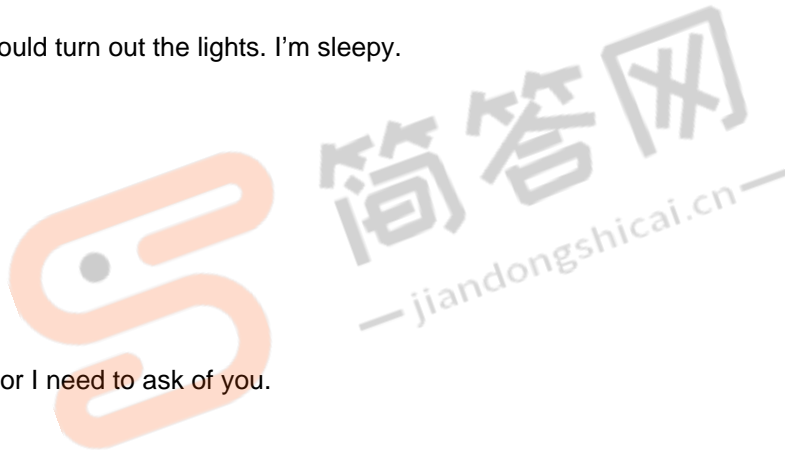 ould turn out the lights. I’m sleepy.
简答网
jiandongshicai.cn
or I need to ask of you.